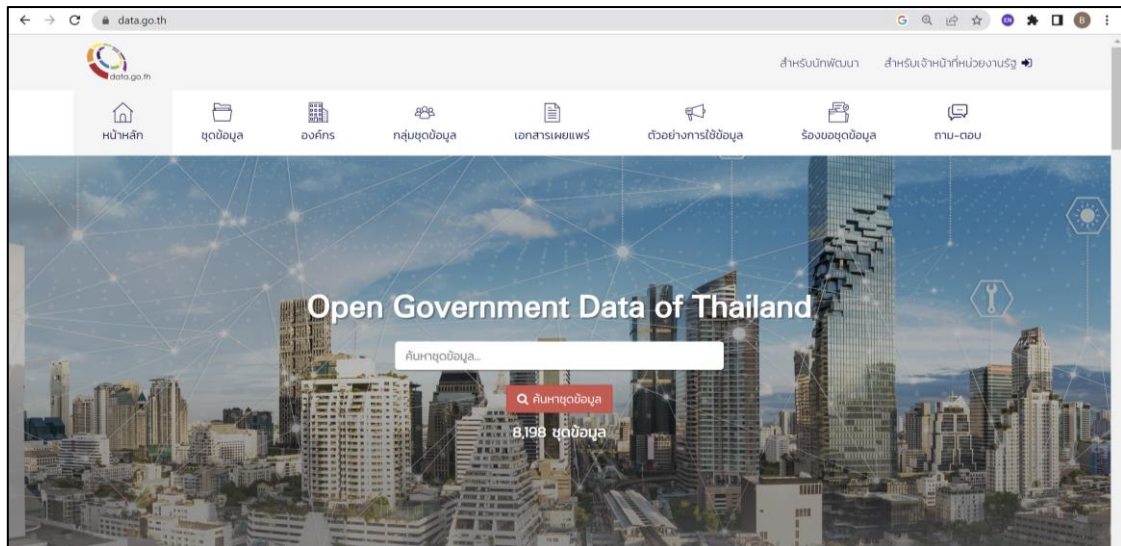 data.go.th
data.go.th
สำหรับนักพัฒนา สำหรับเจ้าหน้าที่หน่วยงานรัฐ
หน้าหลัก ชุดข้อมูล องค์กร กลุ่มชุดข้อมูล เอกสารเผยแพร่ ตัวอย่างการใช้ข้อมูล ร้องขอชุดข้อมูล ถาม-ตอบ
Open Government Data of Thailand
ค้นหาชุดข้อมูล...
ค้นหาชุดข้อมูล
8,198 ชุดข้อมูล